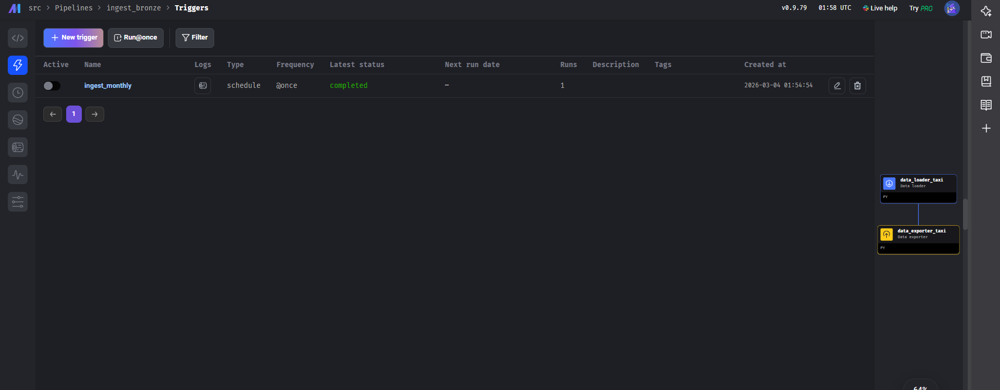 src > Pipelines > ingest_bronze > Triggers
v0.9.79 01:58 UTC Live help Try PRO
New trigger Run@once Filter
Active Name Logs Type Frequency Latest status Next run date Runs Description Tags Created at
ingest_monthly schedule @once completed — 1 2026-03-04 01:54:54
1
data_loader_taxi
Data loader
PY
data_exporter_taxi
Data exporter
PY
64%